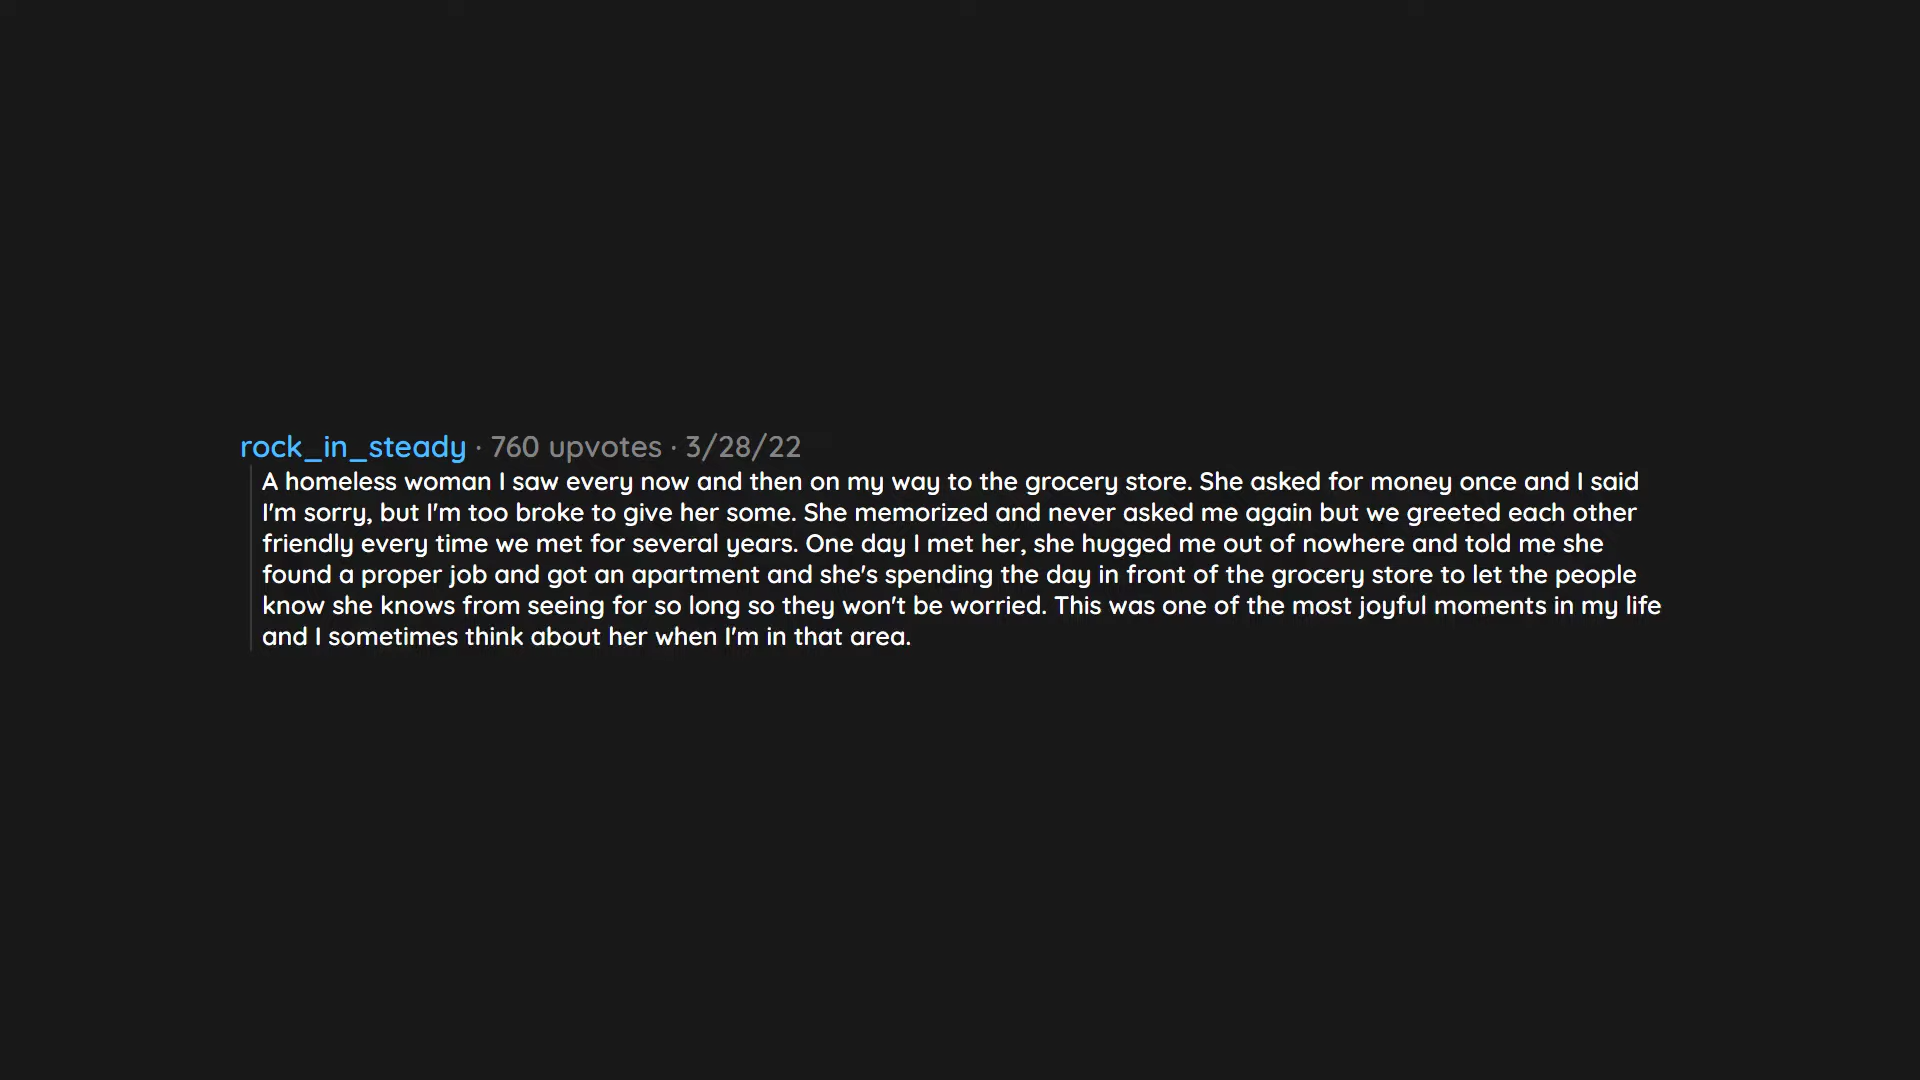 rock_in_steady · 760 upvotes · 3/28/22
A homeless woman I saw every now and then on my way to the grocery store. She asked for money once and I said
I'm sorry, but I'm too broke to give her some. She memorized and never asked me again but we greeted each other
friendly every time we met for several years. One day I met her, she hugged me out of nowhere and told me she
found a proper job and got an apartment and she's spending the day in front of the grocery store to let the people
know she knows from seeing for so long so they won't be worried. This was one of the most joyful moments in my life
and I sometimes think about her when I'm in that area.